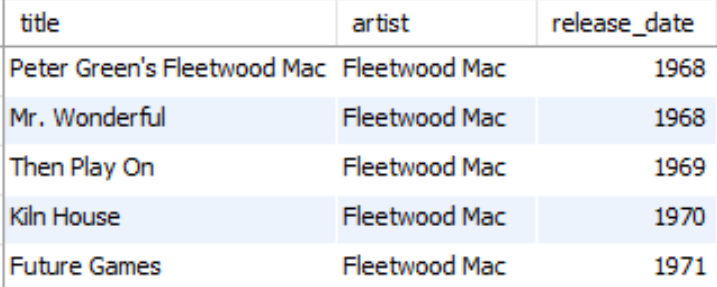 title artist release_date
Peter Green's Fleetwood Mac Fleetwood Mac 1968
Mr. Wonderful Fleetwood Mac 1968
Then Play On Fleetwood Mac 1969
Kiln House Fleetwood Mac 1970
Future Games Fleetwood Mac 1971